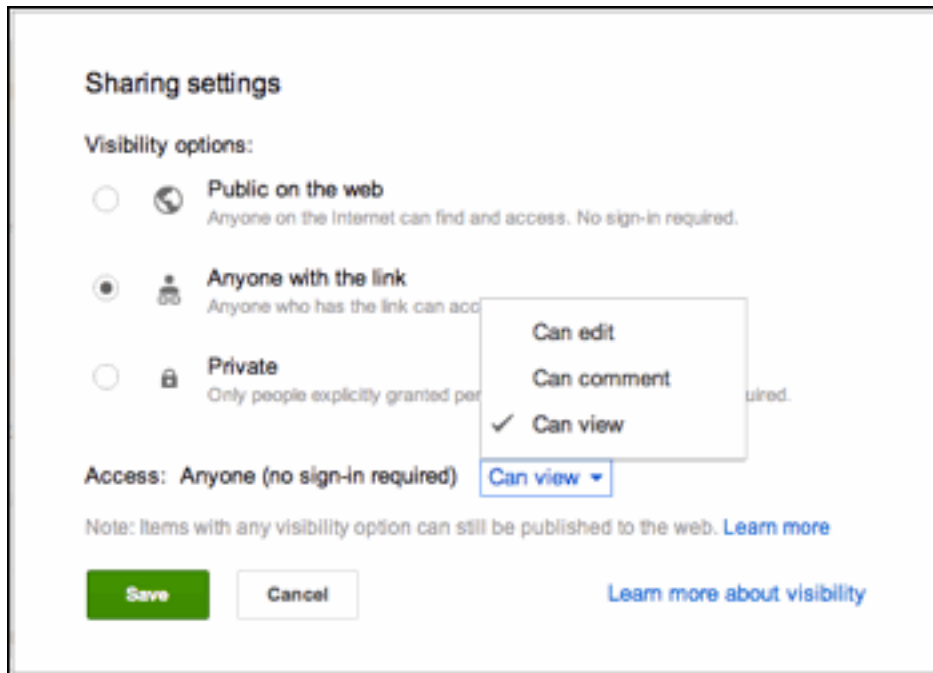 Sharing settings
Visibility options:
Public on the web
Anyone on the Internet can find and access. No sign-in required.
Anyone with the link
Anyone who has the link can acc
Private
Only people explicitly granted per uired.
Can edit
Can comment
Can view
Access: Anyone (no sign-in required) Can view
Note: Items with any visibility option can still be published to the web. Learn more
Save Cancel Learn more about visibility